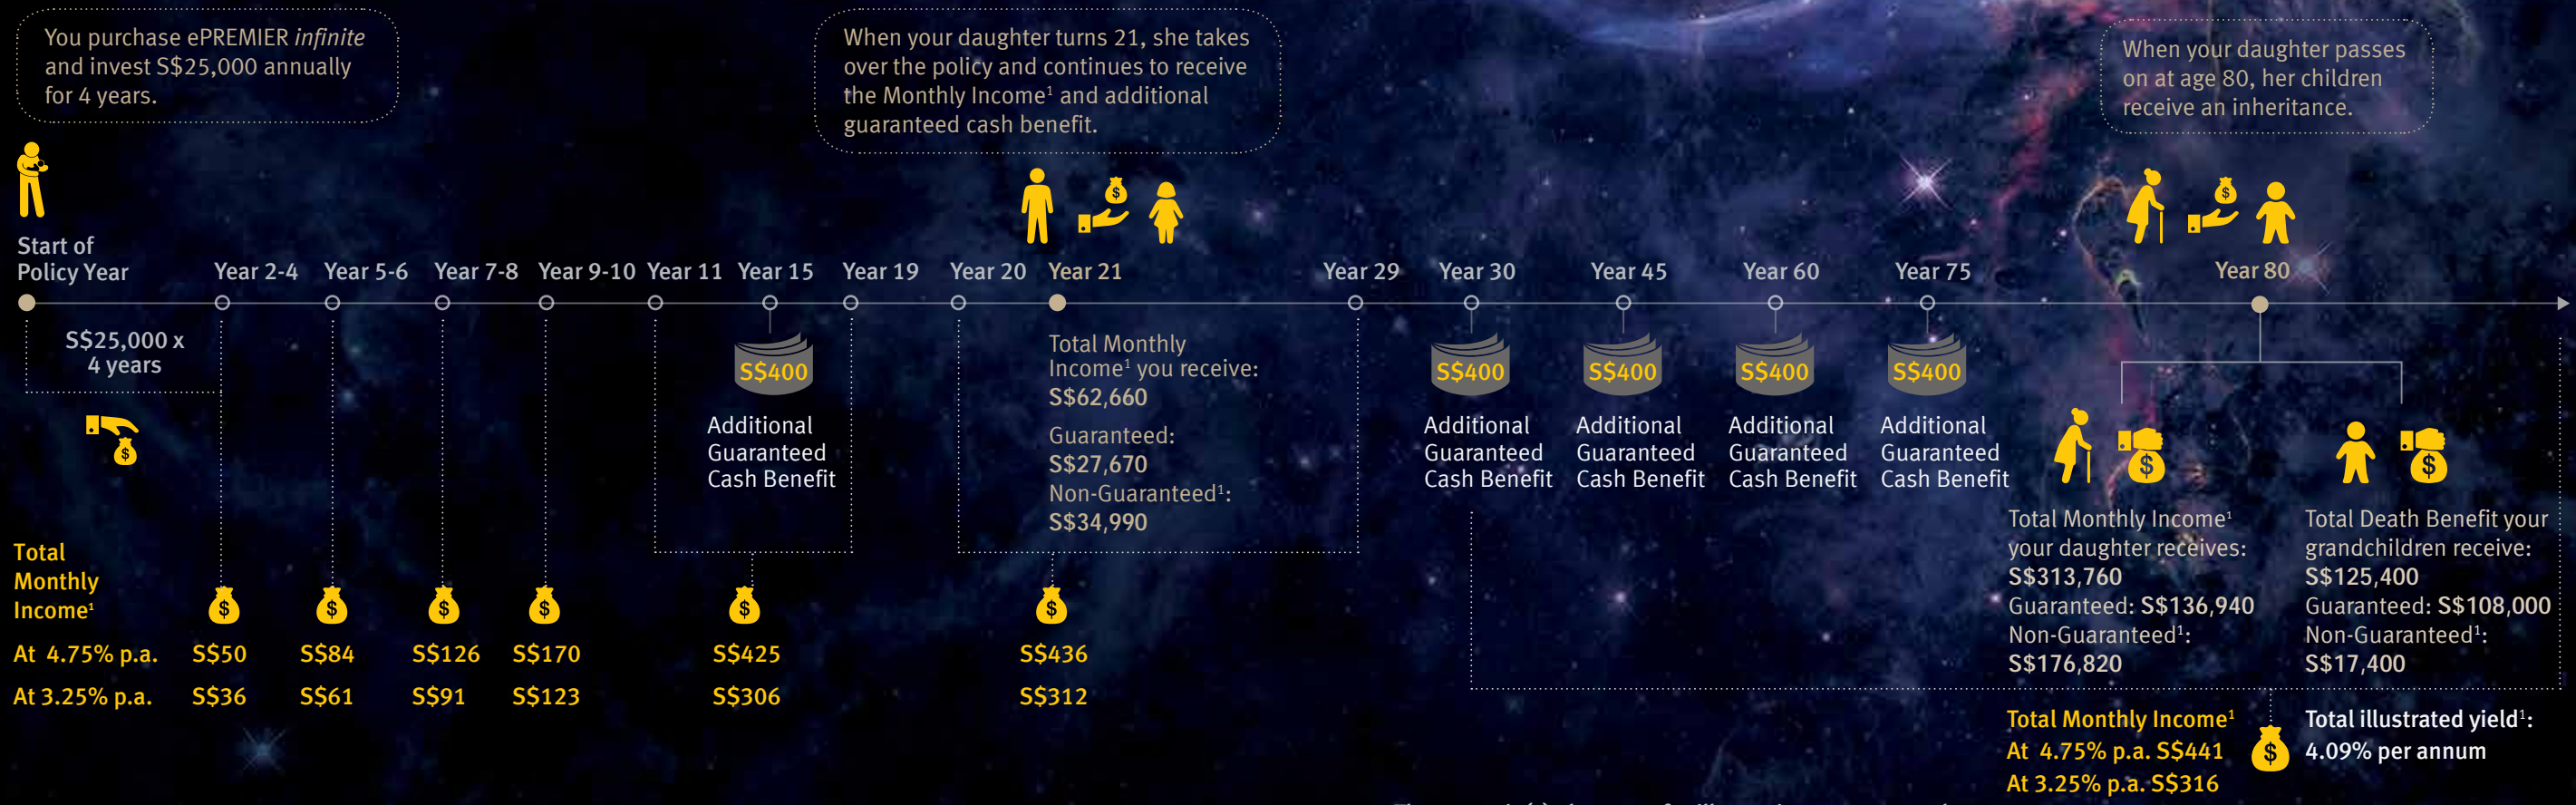 You purchase ePREMIER infinite
and invest S$25,000 annually
for 4 years.
When your daughter turns 21, she takes
over the policy and continues to receive
the Monthly Income¹ and additional
guaranteed cash benefit.
When your daughter passes
on at age 80, her children
receive an inheritance.
Start of
Policy Year
Year 2-4
Year 5-6
Year 7-8
Year 9-10
Year 11
Year 15
Year 19
Year 20
Year 21
Year 29
Year 30
Year 45
Year 60
Year 75
Year 80
S$25,000 x
4 years
S$400
Additional
Guaranteed
Cash Benefit
Total Monthly
Income¹ you receive:
S$62,660
Guaranteed:
S$27,670
Non-Guaranteed¹:
S$34,990
S$400
Additional
Guaranteed
Cash Benefit
S$400
Additional
Guaranteed
Cash Benefit
S$400
Additional
Guaranteed
Cash Benefit
S$400
Additional
Guaranteed
Cash Benefit
Total Monthly Income¹
your daughter receives:
S$313,760
Guaranteed: S$136,940
Non-Guaranteed¹:
S$176,820
Total Death Benefit your
grandchildren receive:
S$125,400
Guaranteed: S$108,000
Non-Guaranteed¹:
S$17,400
Total
Monthly
Income¹
At 4.75% p.a. S$50 S$84 S$126 S$170 S$425 S$436
At 3.25% p.a. S$36 S$61 S$91 S$123 S$306 S$312
Total Monthly Income¹
At 4.75% p.a. S$441
At 3.25% p.a. S$316
Total illustrated yield¹:
4.09% per annum